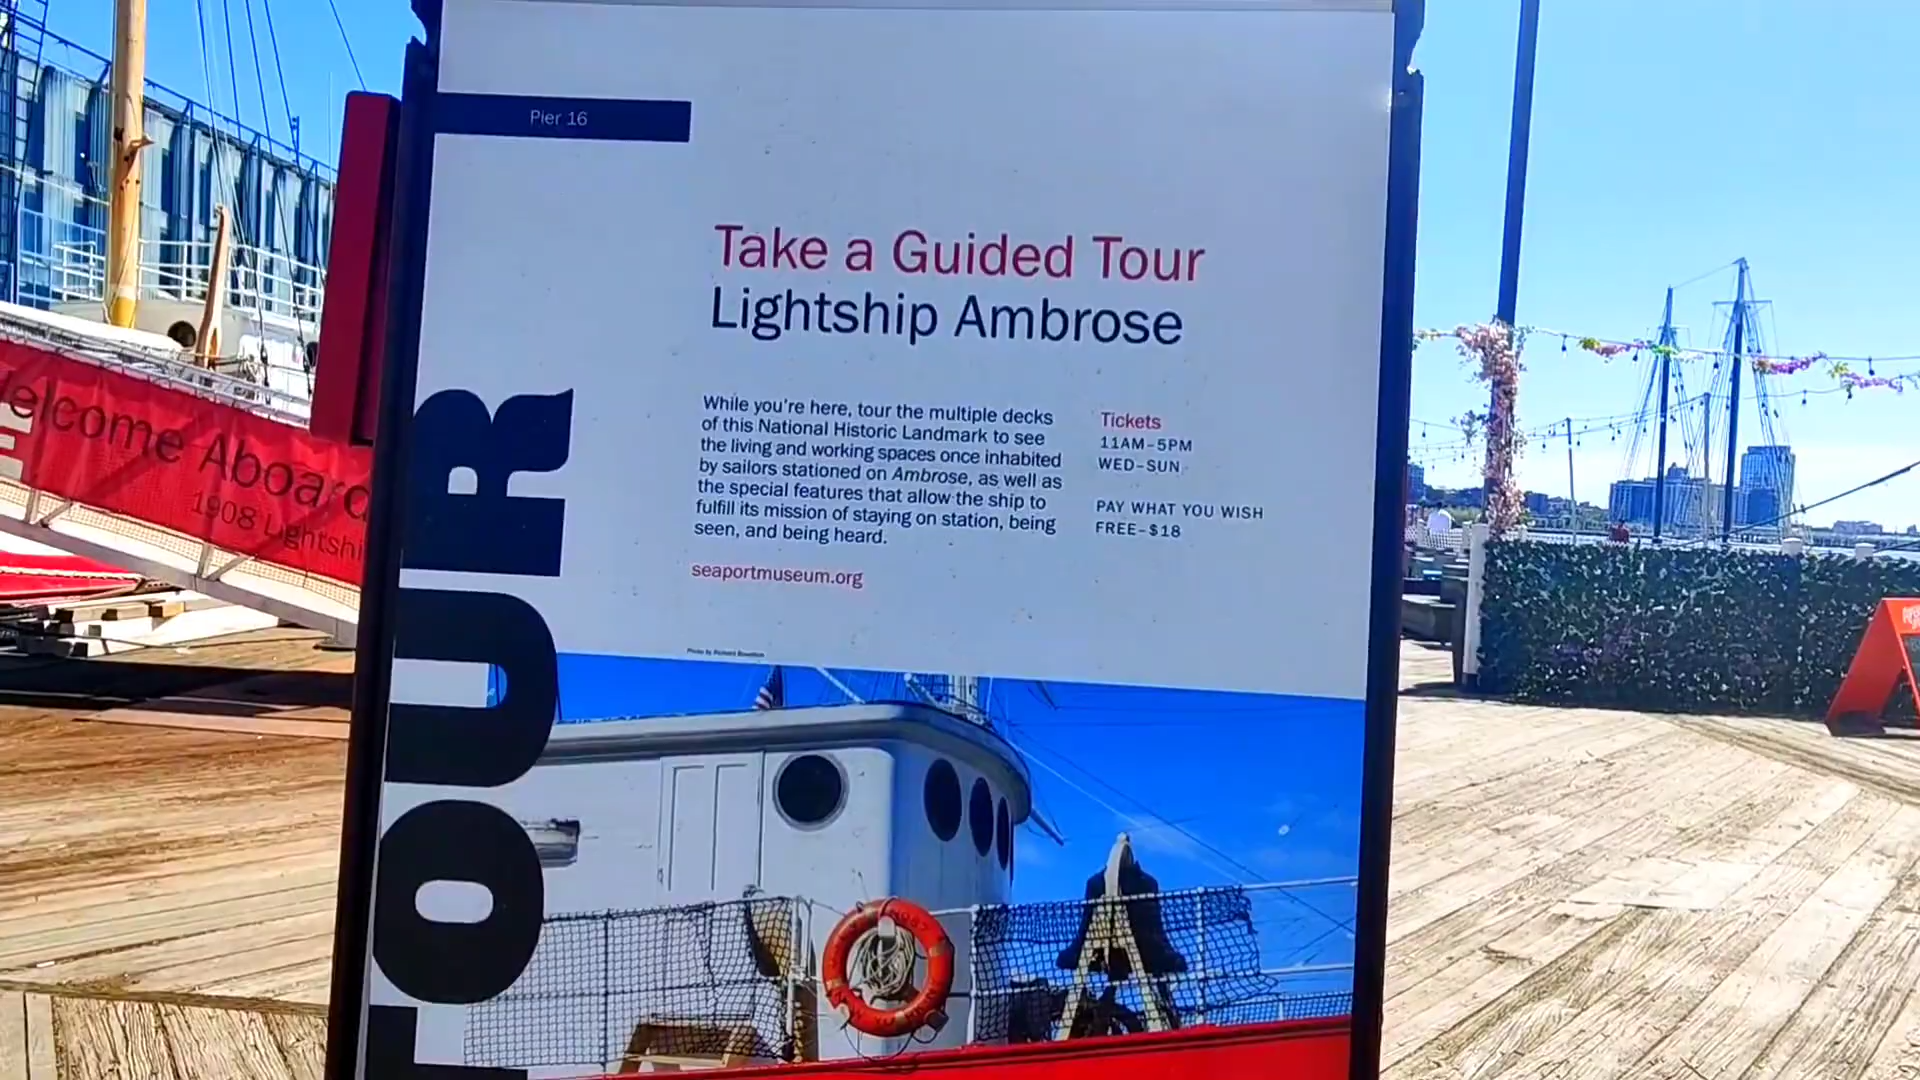 Pier 16
Take a Guided Tour
Lightship Ambrose
While you're here, tour the multiple decks
of this National Historic Landmark to see
the living and working spaces once inhabited
by sailors stationed on Ambrose, as well as
the special features that allow the ship to
fulfill its mission of staying on station, being
seen, and being heard.
seaportmuseum.org
Tickets
11AM–5PM
WED–SUN
PAY WHAT YOU WISH
FREE–$18
TOUR
elcome Aboard
1908 Lightshi